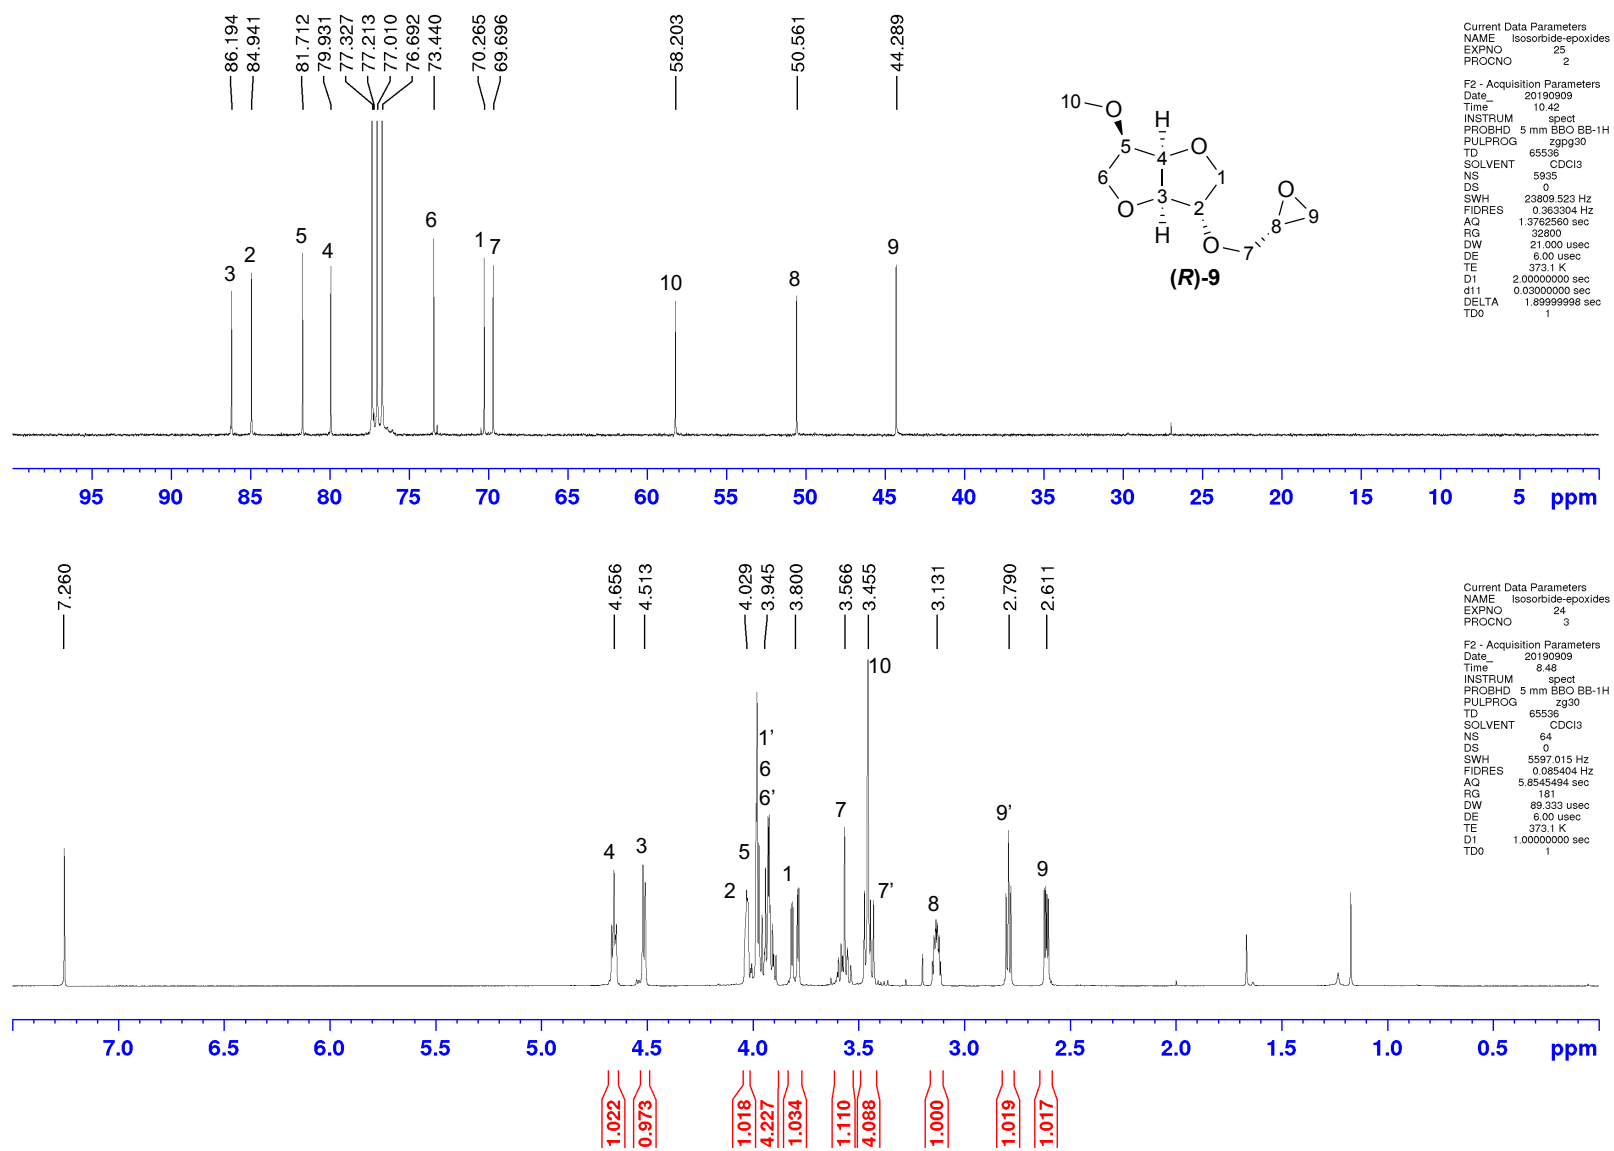 86.194
84.941
81.712
79.931
77.327
77.213
77.010
76.692
73.440
70.265
69.696
58.203
50.561
44.289
3
2
5
4
6
1
7
10
8
9
10
O
H
5
4
O
6
1
3
2
O
H
O
7
8
O
9
(R)-9
Current Data Parameters
NAME Isosorbide-epoxides
EXPNO 25
PROCNO 2
F2 - Acquisition Parameters
Date_ 20190909
Time 10.42
INSTRUM spect
PROBHD 5 mm BBO BB-1H
PULPROG zgpg30
TD 65536
SOLVENT CDCl3
NS 5935
DS 0
SWH 23809.523 Hz
FIDRES 0.363304 Hz
AQ 1.3762560 sec
RG 32800
DW 21.000 usec
DE 6.00 usec
TE 373.1 K
D1 2.00000000 sec
d11 0.03000000 sec
DELTA 1.89999998 sec
TD0 1
95 90 85 80 75 70 65 60 55 50 45 40 35 30 25 20 15 10 5 ppm
7.260
4.656
4.513
4.029
3.945
3.800
3.566
3.455
3.131
2.790
2.611
4
3
2
5
1'
6
6'
1
7
10
7'
8
9'
9
Current Data Parameters
NAME Isosorbide-epoxides
EXPNO 24
PROCNO 3
F2 - Acquisition Parameters
Date_ 20190909
Time 8.48
INSTRUM spect
PROBHD 5 mm BBO BB-1H
PULPROG zg30
TD 65536
SOLVENT CDCl3
NS 64
DS 0
SWH 5597.015 Hz
FIDRES 0.085404 Hz
AQ 5.8545494 sec
RG 181
DW 89.333 usec
DE 6.00 usec
TE 373.1 K
D1 1.00000000 sec
TD0 1
7.0 6.5 6.0 5.5 5.0 4.5 4.0 3.5 3.0 2.5 2.0 1.5 1.0 0.5 ppm
1.022
0.973
1.018
4.227
1.034
1.110
4.088
1.000
1.019
1.017